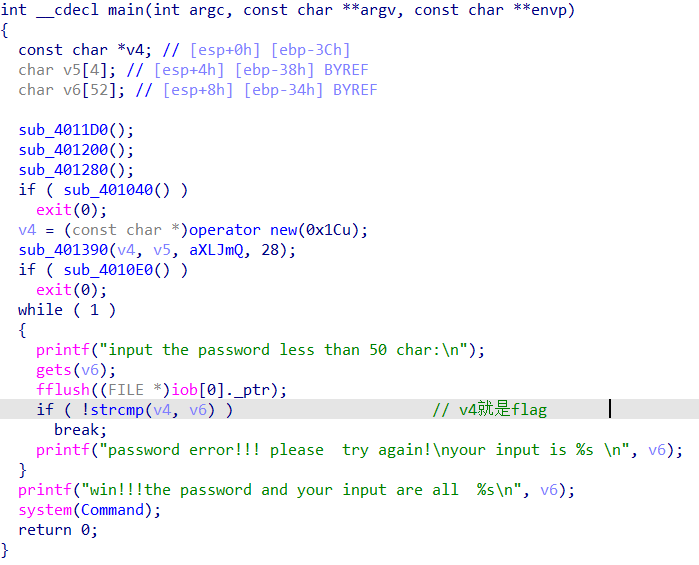 int __cdecl main(int argc, const char **argv, const char **envp)
{
  const char *v4; // [esp+0h] [ebp-3Ch]
  char v5[4]; // [esp+4h] [ebp-38h] BYREF
  char v6[52]; // [esp+8h] [ebp-34h] BYREF

  sub_4011D0();
  sub_401200();
  sub_401280();
  if ( sub_401040() )
    exit(0);
  v4 = (const char *)operator new(0x1Cu);
  sub_401390(v4, v5, aXLJmQ, 28);
  if ( sub_4010E0() )
    exit(0);
  while ( 1 )
  {
    printf("input the password less than 50 char:\n");
    gets(v6);
    fflush((FILE *)iob[0]._ptr);
    if ( !strcmp(v4, v6) )                      // v4就是flag
      break;
    printf("password error!!! please  try again!\nyour input is %s \n", v6);
  }
  printf("win!!!the password and your input are all  %s\n", v6);
  system(Command);
  return 0;
}